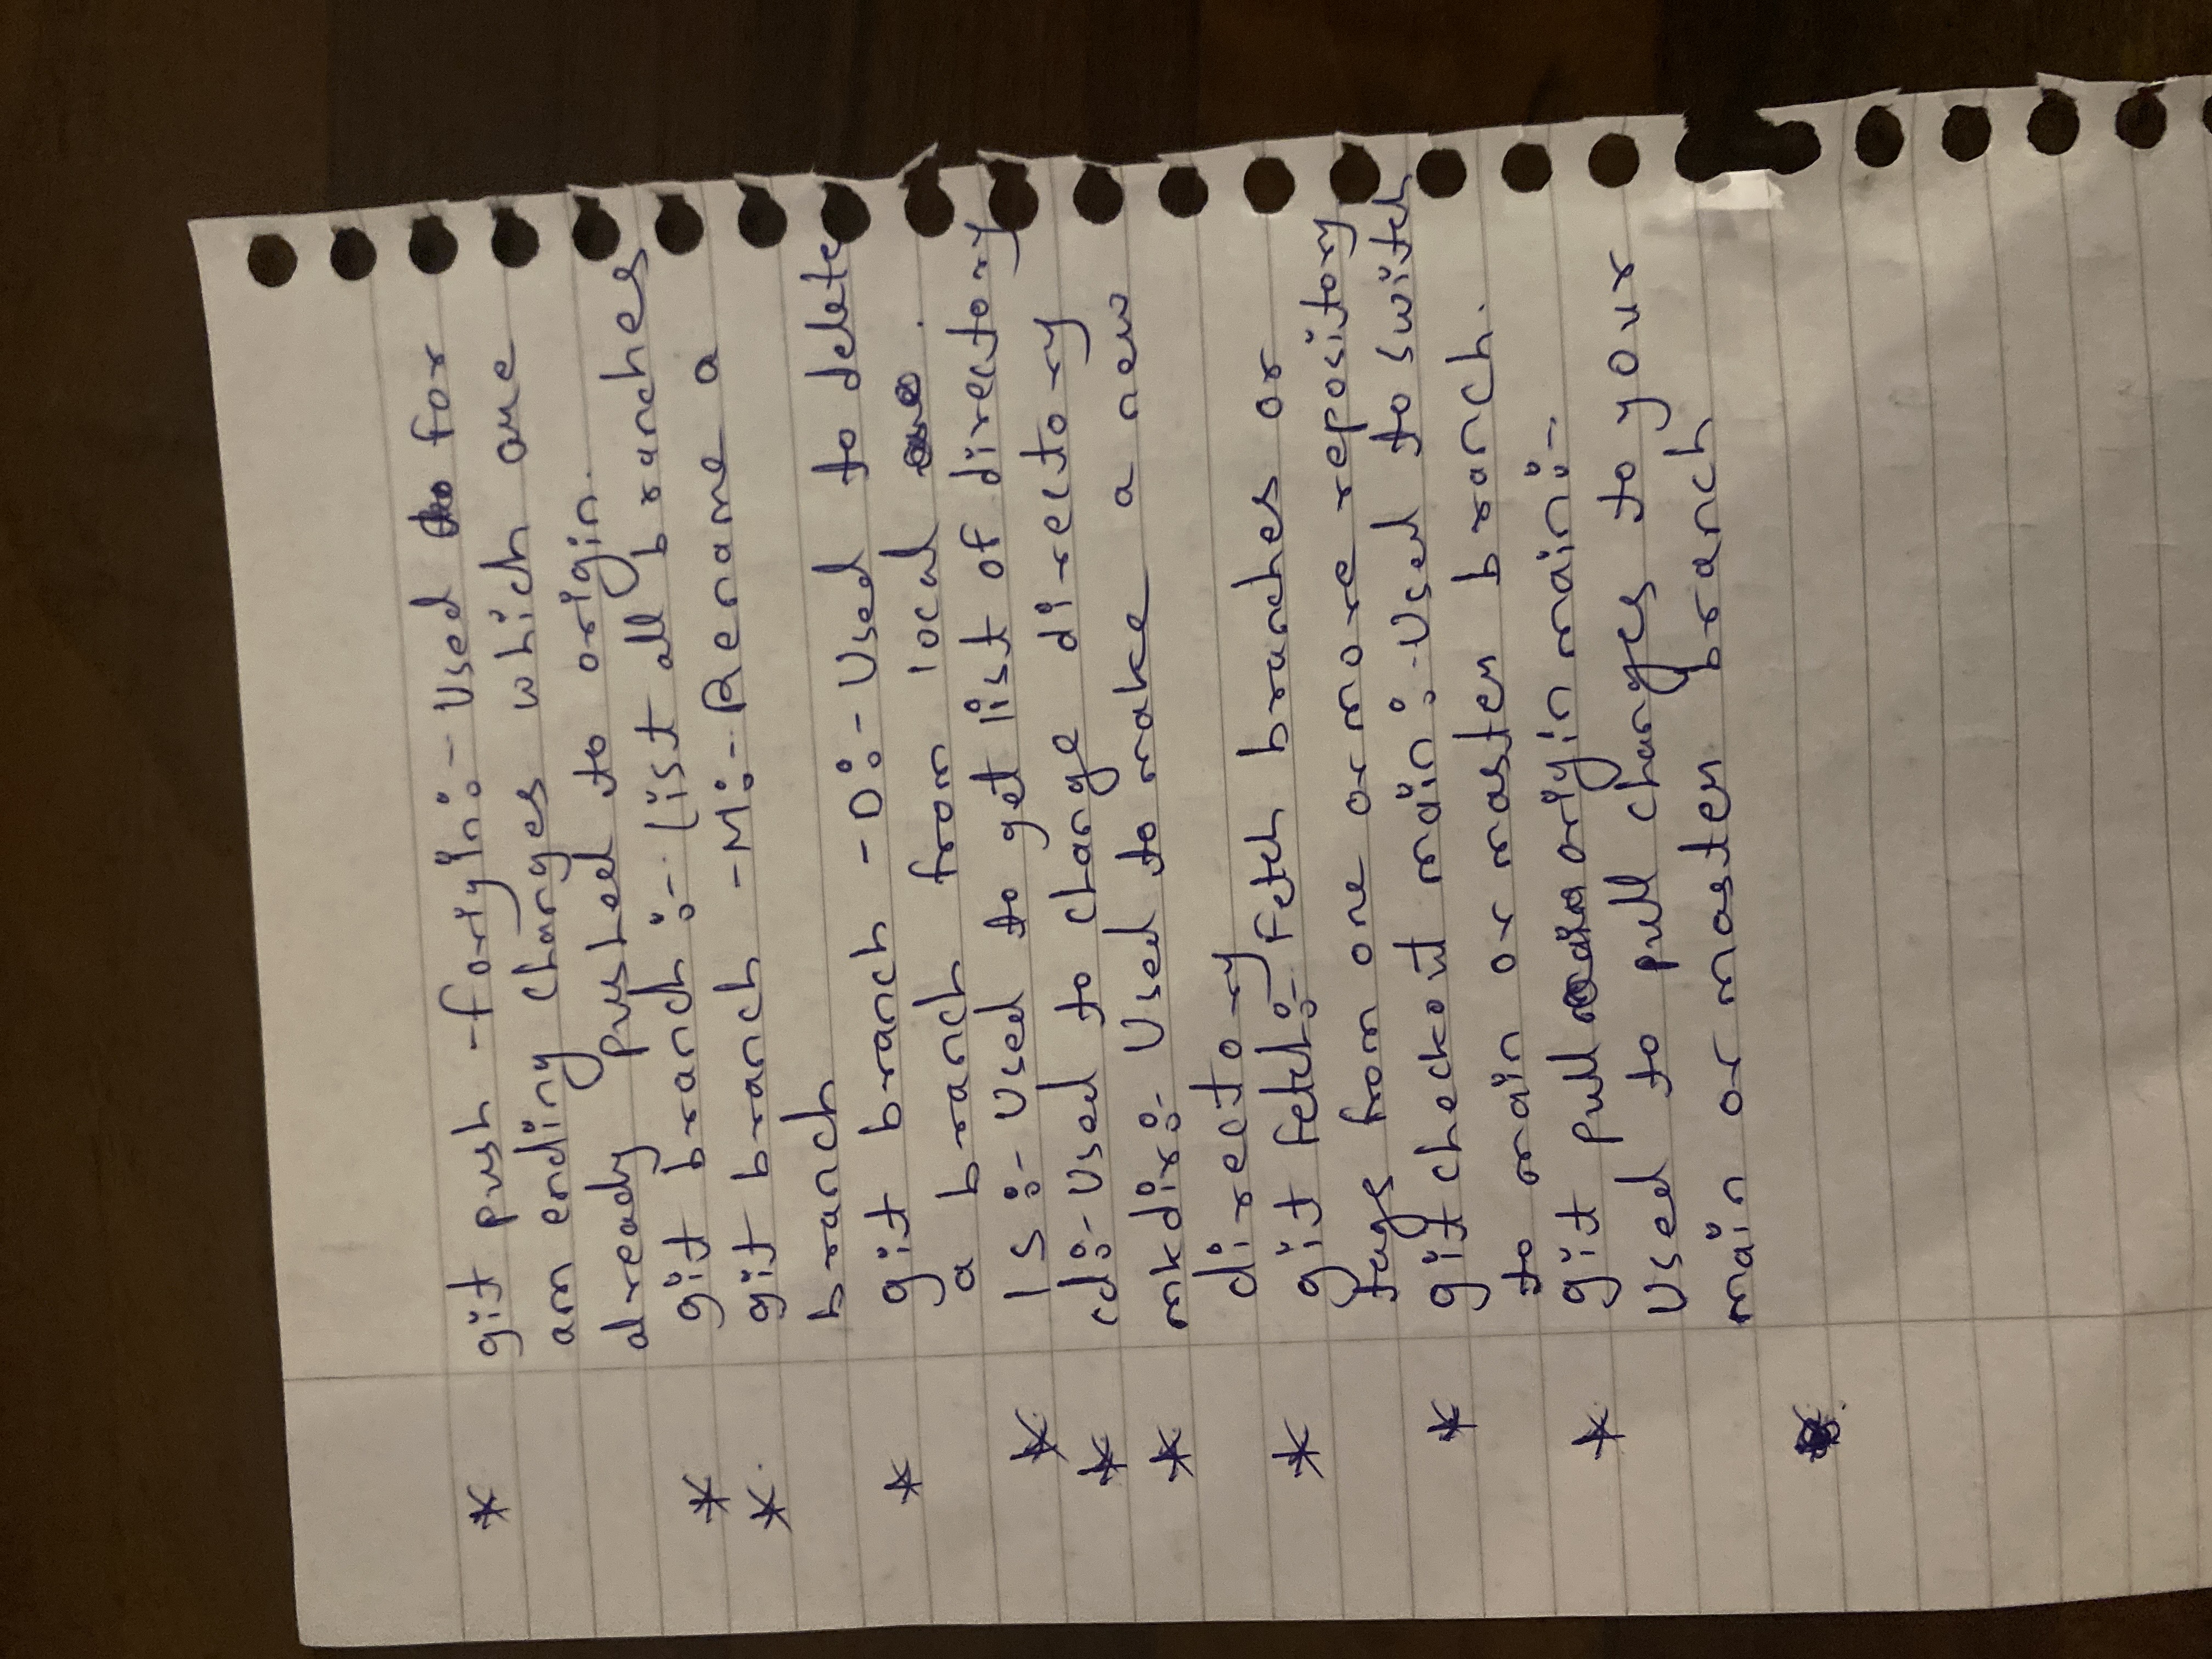 * git push -f origin:- Used for
am ending changes which are
already pushed to origin.
* git branch :- list all branches
* git branch -M:- Rename a
branch
* git branch -D:- Used to delete
a branch from local .
* ls:- Used to get list of directory
* cd:- Used to change directory
* mkdir:- Used to make a new
directory
* git fetch:- Fetch branches or
tags from one or more repository
* git checkout main:- Used to switch
to main or master branch.
* git pull origin main:-
Used to pull changes to your
main or master branch